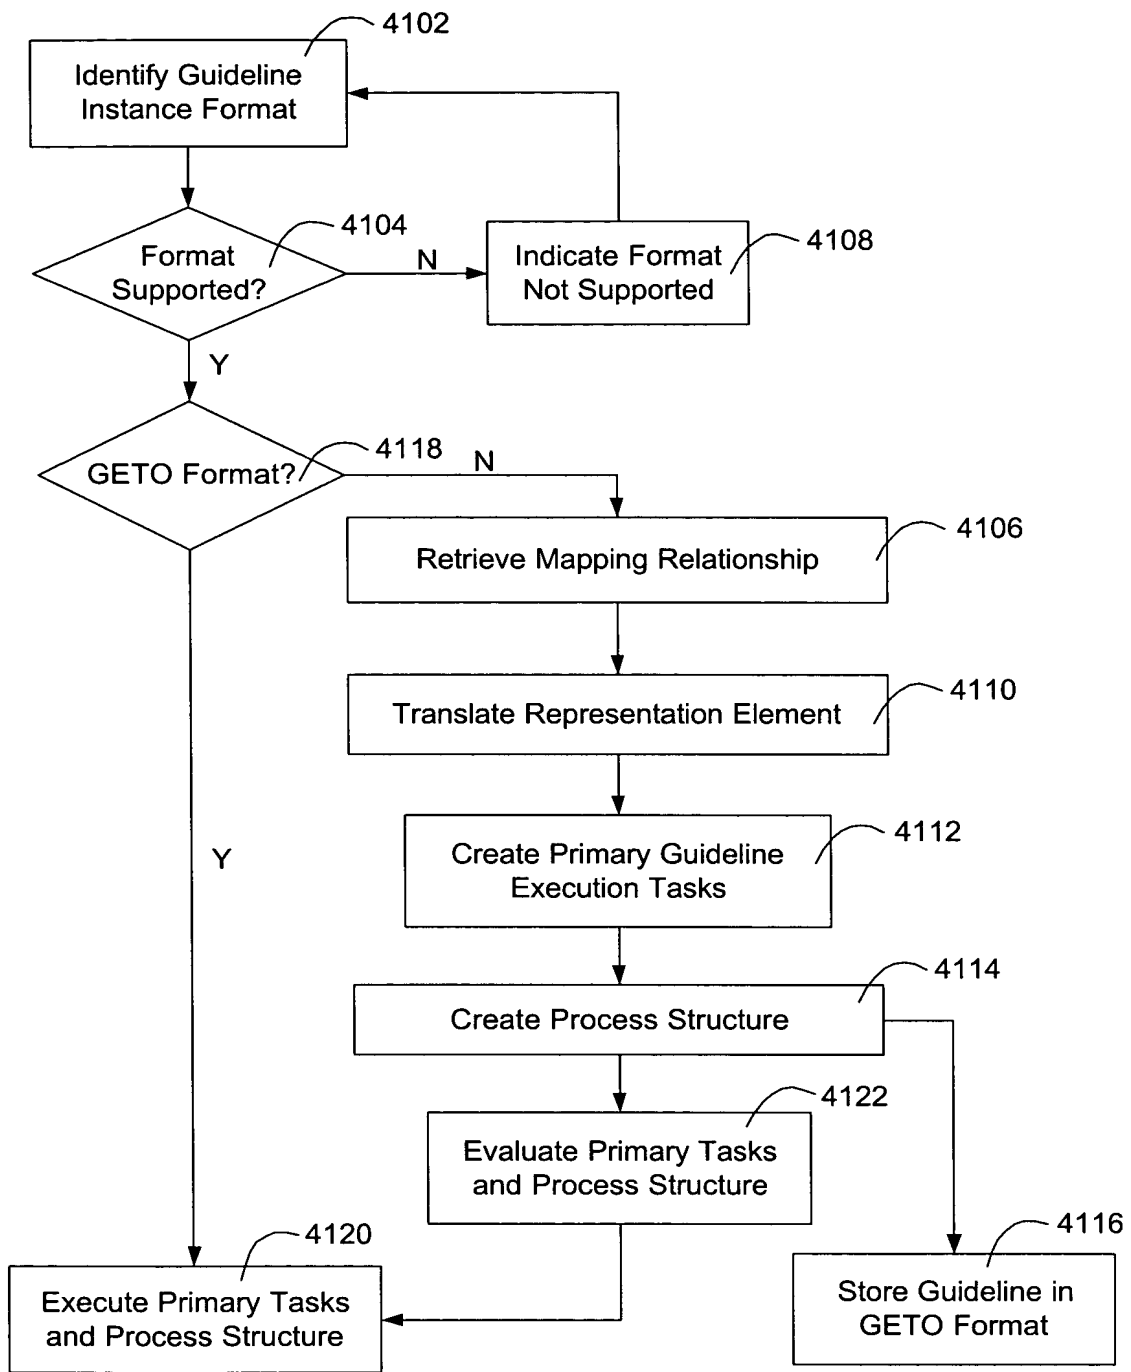 4102
Identify Guideline
Instance Format
4104
Format
Supported?
N
4108
Indicate Format
Not Supported
Y
4118
GETO Format?
N
4106
Retrieve Mapping Relationship
4110
Translate Representation Element
4112
Create Primary Guideline
Execution Tasks
Y
4114
Create Process Structure
4122
Evaluate Primary Tasks
and Process Structure
4120
Execute Primary Tasks
and Process Structure
4116
Store Guideline in
GETO Format